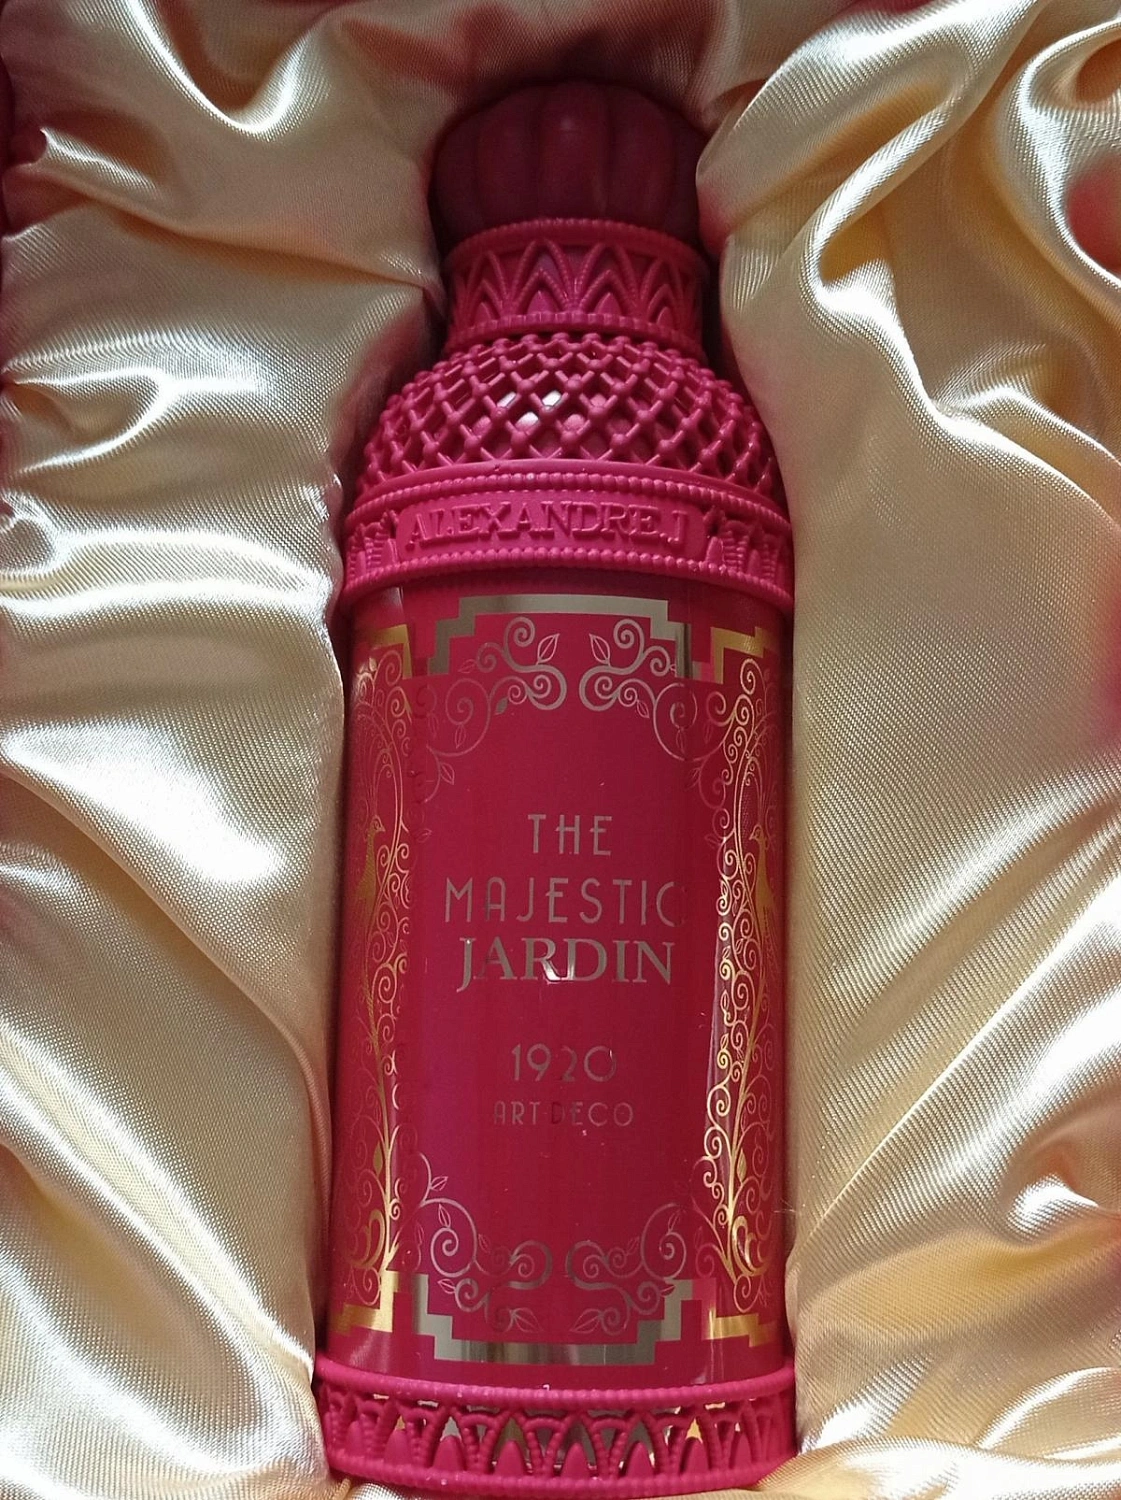 ALEXANDRE.J
THE
MAJESTIC
JARDIN
1920
ART DECO